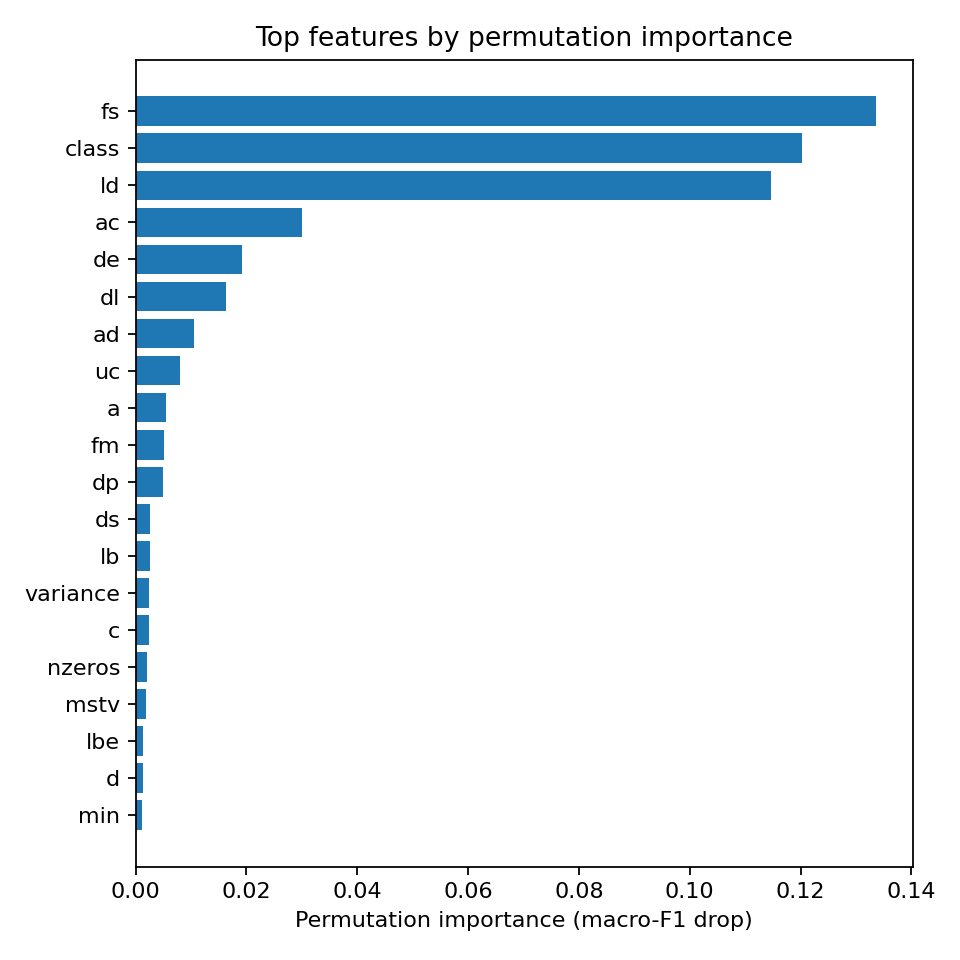 Top features by permutation importance
fs
class
ld
ac
de
dl
ad
uc
a
fm
dp
ds
lb
variance
c
nzeros
mstv
lbe
d
min
0.00 0.02 0.04 0.06 0.08 0.10 0.12 0.14
Permutation importance (macro-F1 drop)